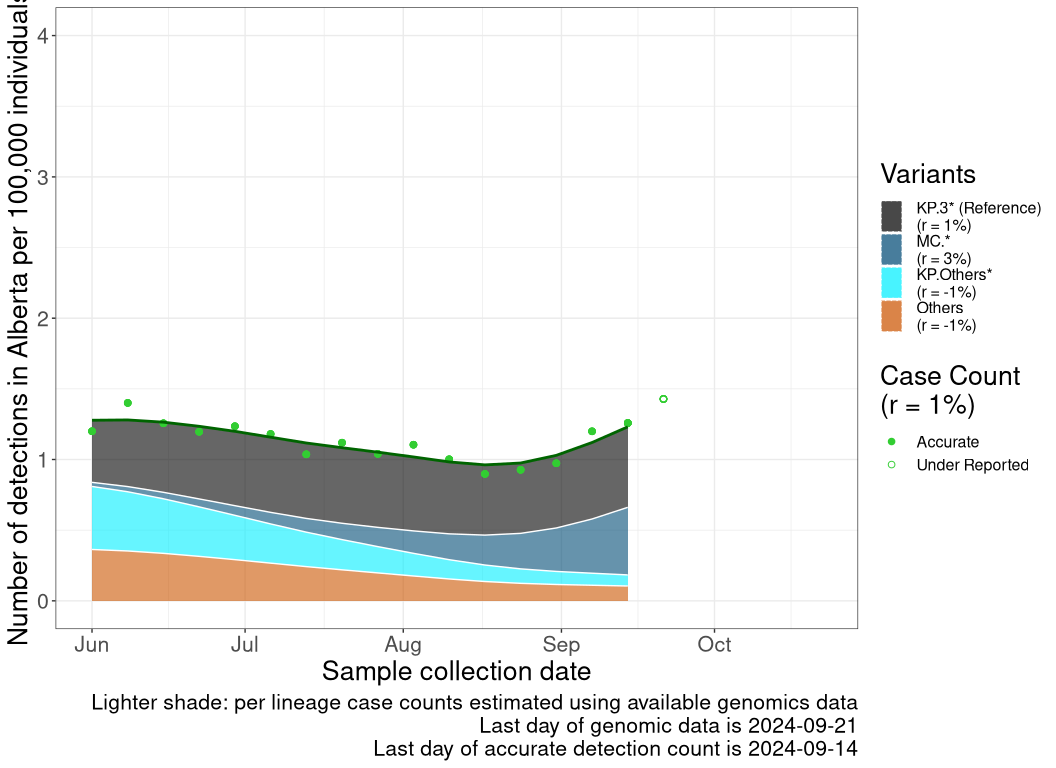 Number of detections in Alberta per 100,000 individuals
4
3
2
1
0
Jun Jul Aug Sep Oct
Sample collection date
Lighter shade: per lineage case counts estimated using available genomics data
Last day of genomic data is 2024-09-21
Last day of accurate detection count is 2024-09-14
Variants
KP.3* (Reference)
(r = 1%)
MC.*
(r = 3%)
KP.Others*
(r = -1%)
Others
(r = -1%)
Case Count
(r = 1%)
Accurate
Under Reported